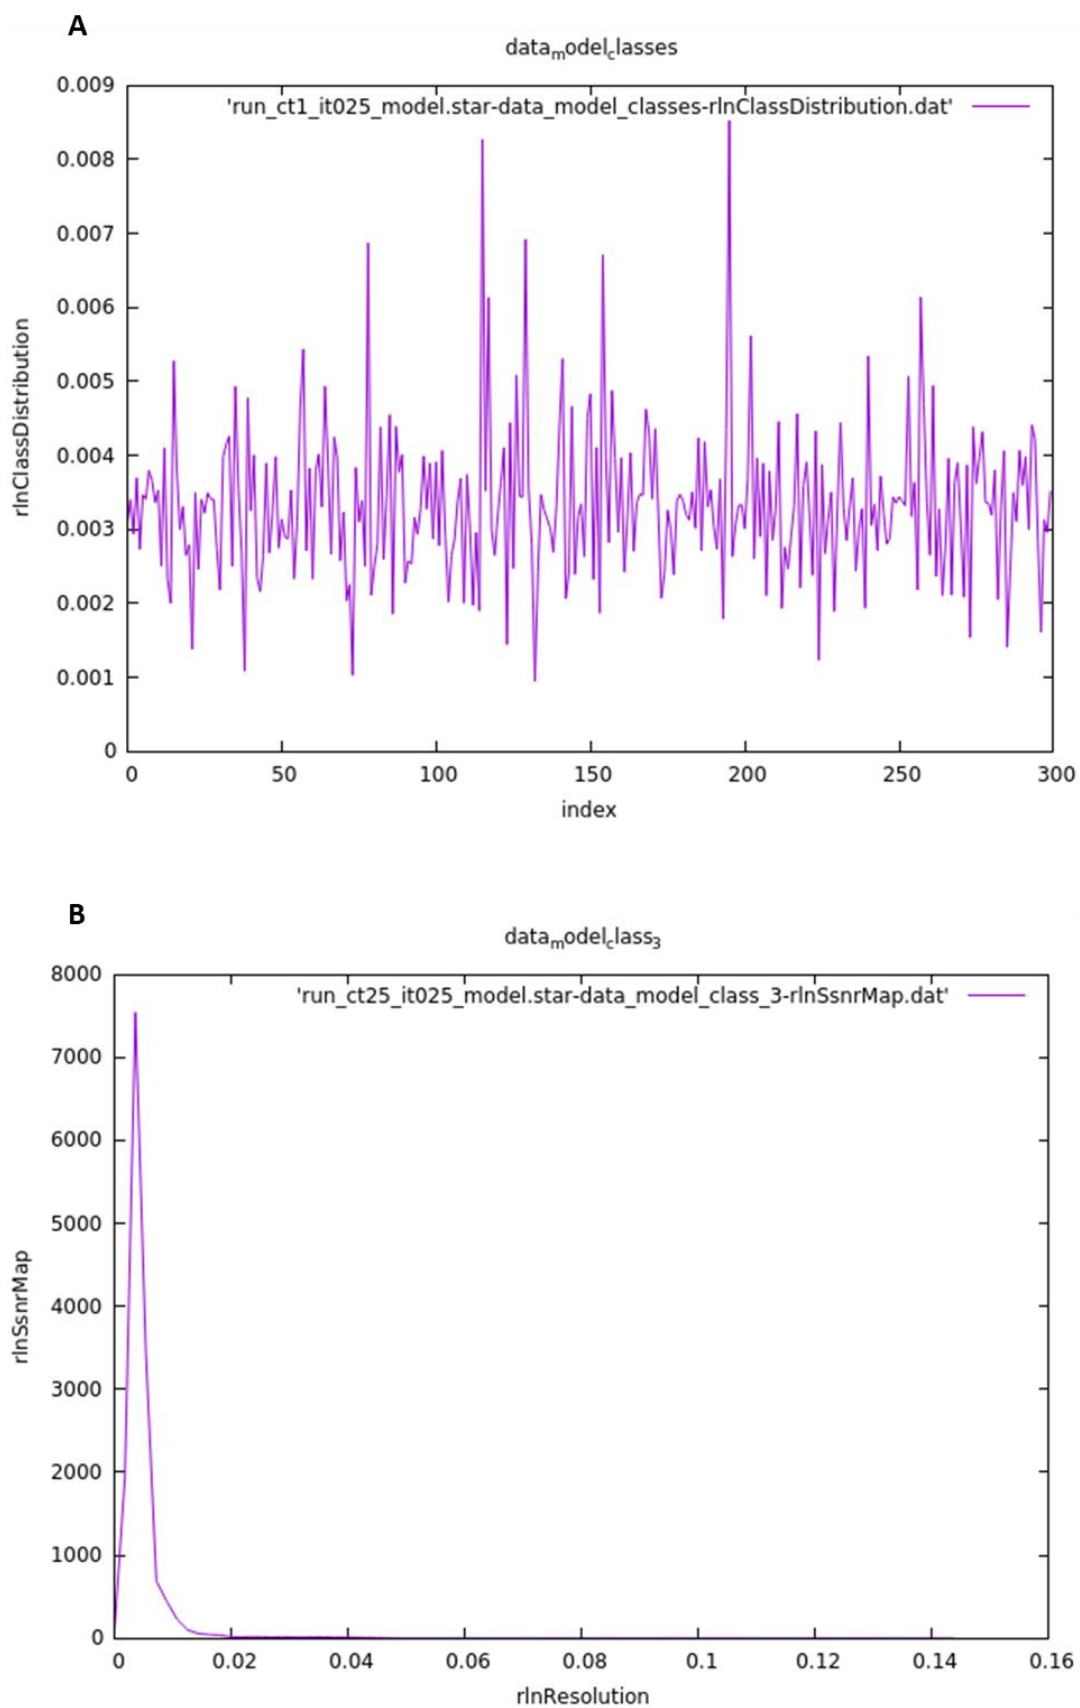 A
data_model_classes
'run_ct1_it025_model.star-data_model_classes-rlnClassDistribution.dat'
0.009
0.008
0.007
0.006
0.005
0.004
0.003
0.002
0.001
0
rlnClassDistribution
0 50 100 150 200 250 300
index
B
data_model_class_3
'run_ct25_it025_model.star-data_model_class_3-rlnSsnrMap.dat'
8000
7000
6000
5000
4000
3000
2000
1000
0
rlnSsnrMap
0 0.02 0.04 0.06 0.08 0.1 0.12 0.14 0.16
rlnResolution